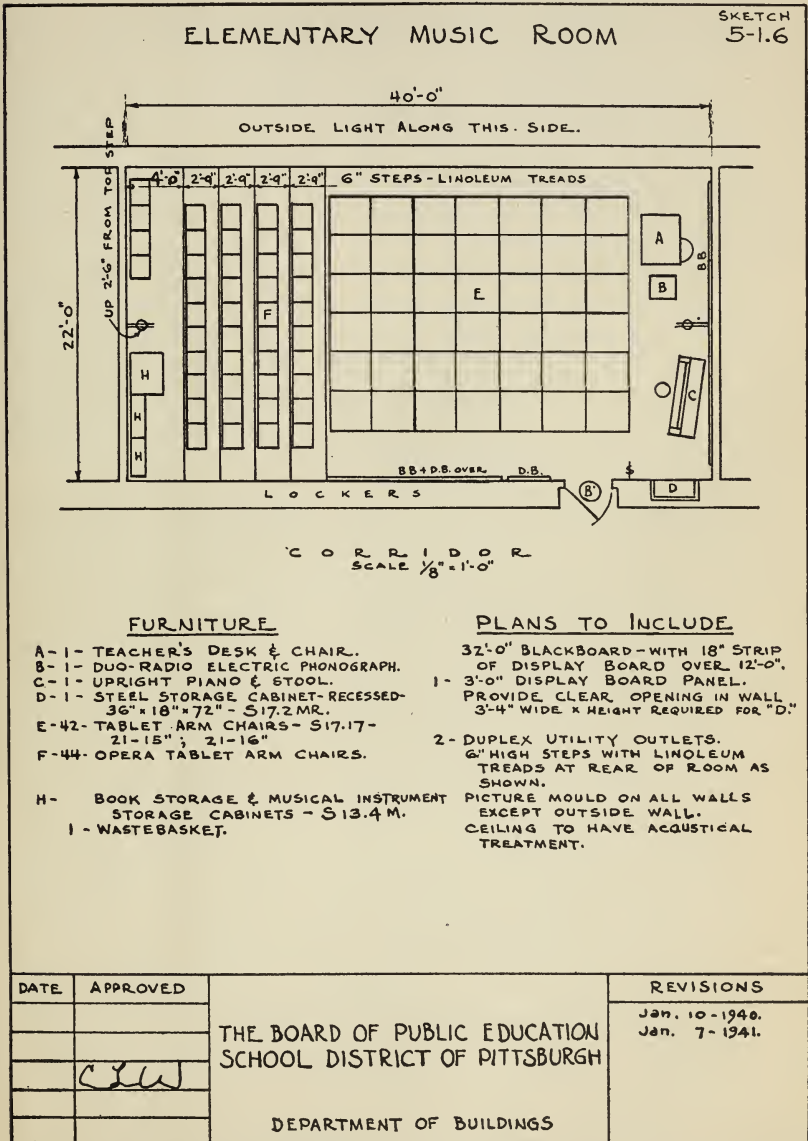 SKETCH
5-1.6
ELEMENTARY MUSIC ROOM
40'-0"
OUTSIDE LIGHT ALONG THIS SIDE.
4'-0" 2'-9" 2'-9" 2'-9" 2'-9" 6" STEPS - LINOLEUM TREADS
UP 2'-6" FROM TOP STEP
22'-0"
A
BB
B
E
F
H
C
H
H
BB + D.B. OVER D.B. $
LOCKERS
B'
D
CORRIDOR
SCALE 1/8" = 1'-0"
FURNITURE
A - 1 - TEACHER'S DESK & CHAIR.
B - 1 - DUO-RADIO ELECTRIC PHONOGRAPH.
C - 1 - UPRIGHT PIANO & STOOL.
D - 1 - STEEL STORAGE CABINET - RECESSED -
36" x 18" x 72" - S17.2 MR.
E - 42 - TABLET ARM CHAIRS - S17.17 -
21-15" ; 21-16"
F - 44 - OPERA TABLET ARM CHAIRS.
H - BOOK STORAGE & MUSICAL INSTRUMENT
STORAGE CABINETS - S13.4 M.
1 - WASTEBASKET.
PLANS TO INCLUDE
32'-0" BLACKBOARD - WITH 18" STRIP
OF DISPLAY BOARD OVER 12'-0".
1 - 3'-0" DISPLAY BOARD PANEL.
PROVIDE CLEAR OPENING IN WALL
3'-4" WIDE x HEIGHT REQUIRED FOR "D."
2 - DUPLEX UTILITY OUTLETS.
6" HIGH STEPS WITH LINOLEUM
TREADS AT REAR OF ROOM AS
SHOWN.
PICTURE MOULD ON ALL WALLS
EXCEPT OUTSIDE WALL.
CEILING TO HAVE ACOUSTICAL
TREATMENT.
DATE APPROVED
CLW
THE BOARD OF PUBLIC EDUCATION
SCHOOL DISTRICT OF PITTSBURGH
DEPARTMENT OF BUILDINGS
REVISIONS
Jan. 10-1940.
Jan. 7-1941.